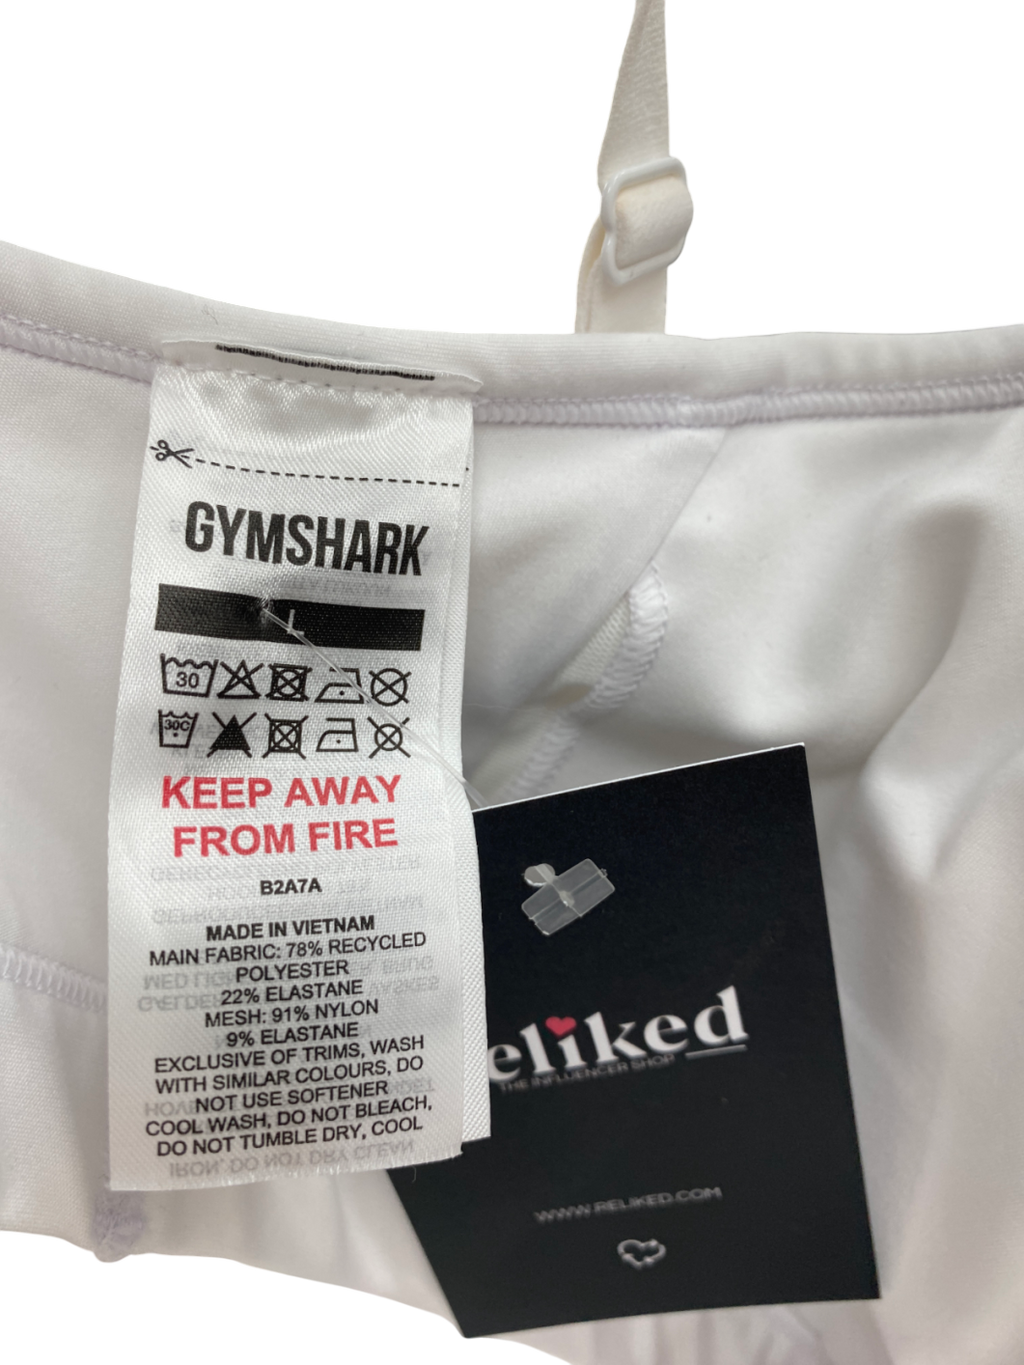 GYMSHARK
L
30
30C
KEEP AWAY
FROM FIRE
B2A7A
MADE IN VIETNAM
MAIN FABRIC: 78% RECYCLED
POLYESTER
22% ELASTANE
MESH: 91% NYLON
9% ELASTANE
EXCLUSIVE OF TRIMS, WASH
WITH SIMILAR COLOURS, DO
NOT USE SOFTENER
COOL WASH, DO NOT BLEACH,
DO NOT TUMBLE DRY, COOL
IRON, DO NOT DRY CLEAN
eliked
THE INFLUENCER SHOP
WWW.RELIKED.COM